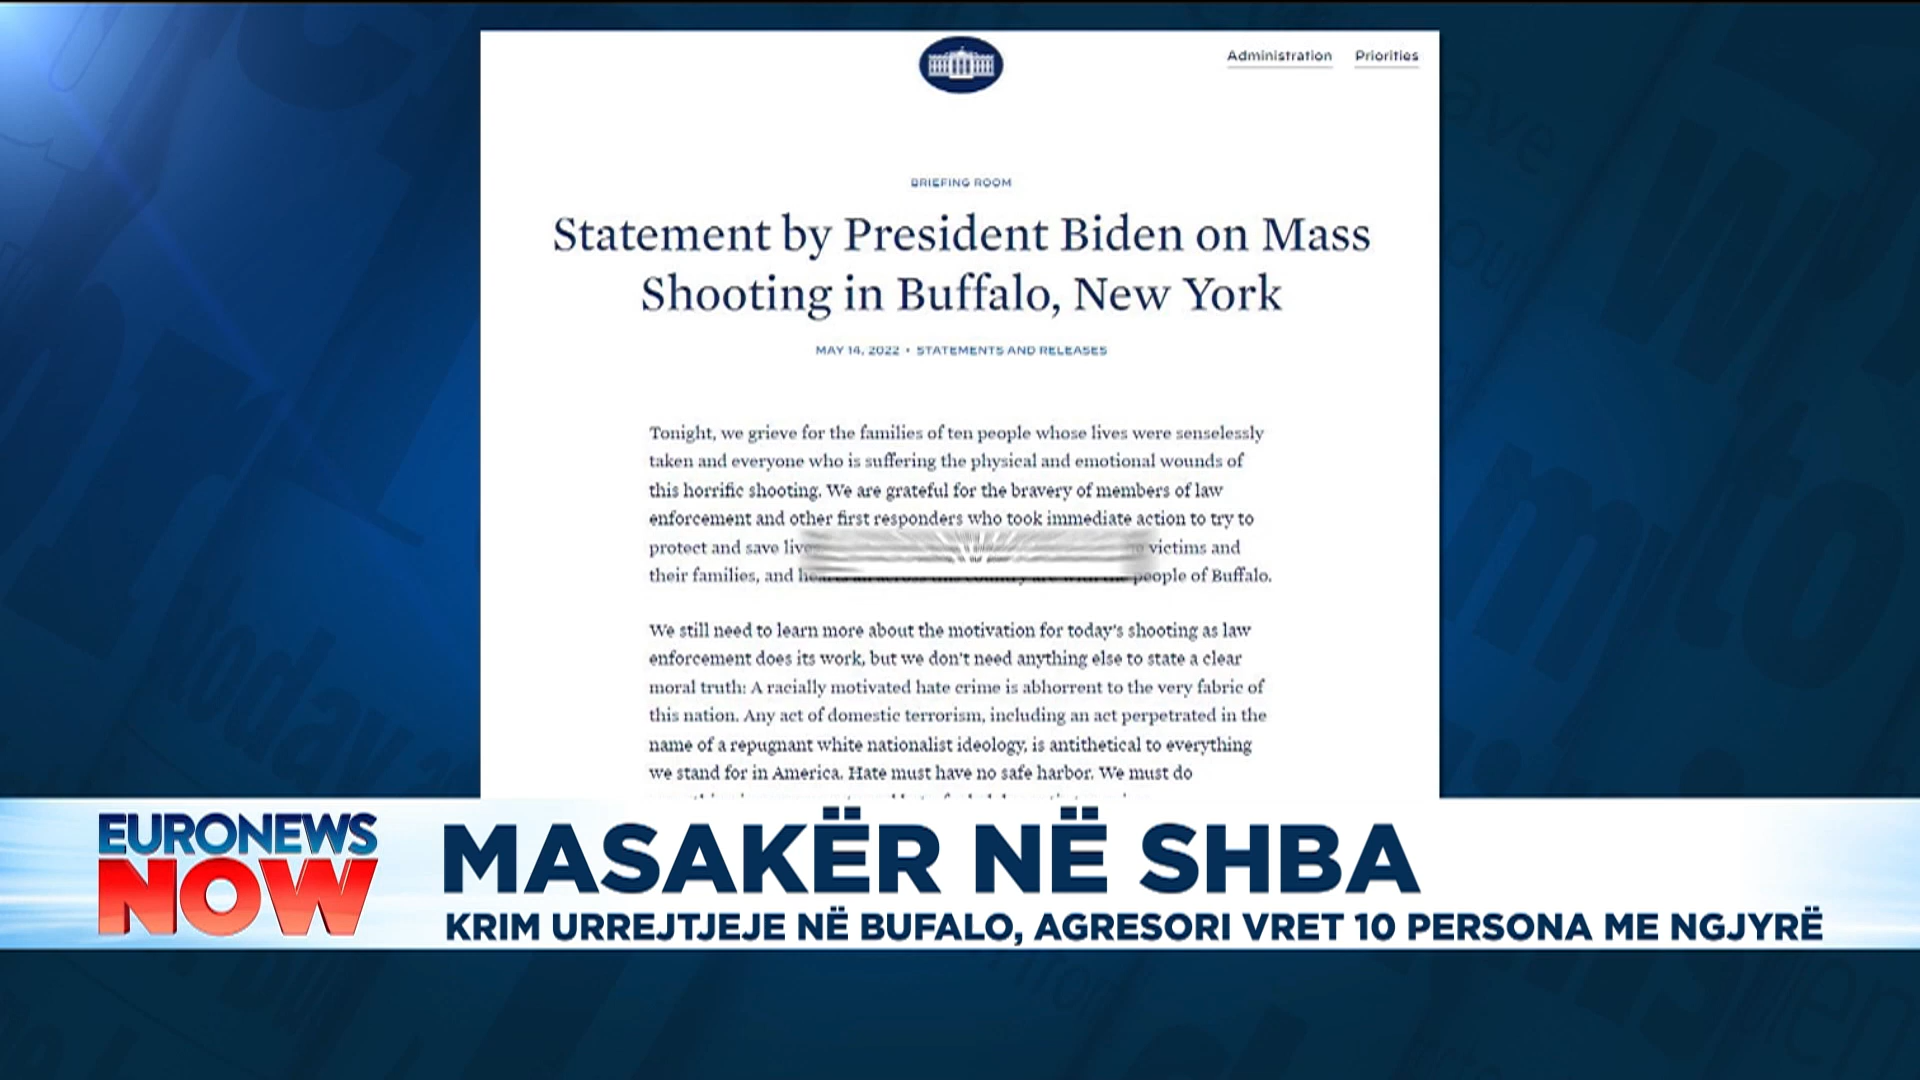 Administration Priorities
BRIEFING ROOM
Statement by President Biden on Mass
Shooting in Buffalo, New York
MAY 14, 2022 • STATEMENTS AND RELEASES
Tonight, we grieve for the families of ten people whose lives were senselessly
taken and everyone who is suffering the physical and emotional wounds of
this horrific shooting. We are grateful for the bravery of members of law
enforcement and other first responders who took immediate action to try to
protect and save victims and
their families, and people of Buffalo.
We still need to learn more about the motivation for today's shooting as law
enforcement does its work, but we don't need anything else to state a clear
moral truth: A racially motivated hate crime is abhorrent to the very fabric of
this nation. Any act of domestic terrorism, including an act perpetrated in the
name of a repugnant white nationalist ideology, is antithetical to everything
we stand for in America. Hate must have no safe harbor. We must do
EURONEWS
NOW
MASAKËR NË SHBA
KRIM URREJTJEJE NË BUFALO, AGRESORI VRET 10 PERSONA ME NGJYRË